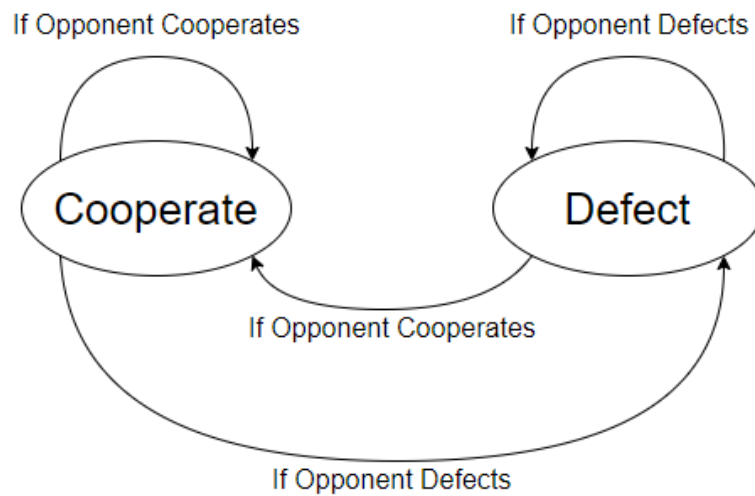 If Opponent Cooperates
If Opponent Defects
Cooperate
Defect
If Opponent Cooperates
If Opponent Defects